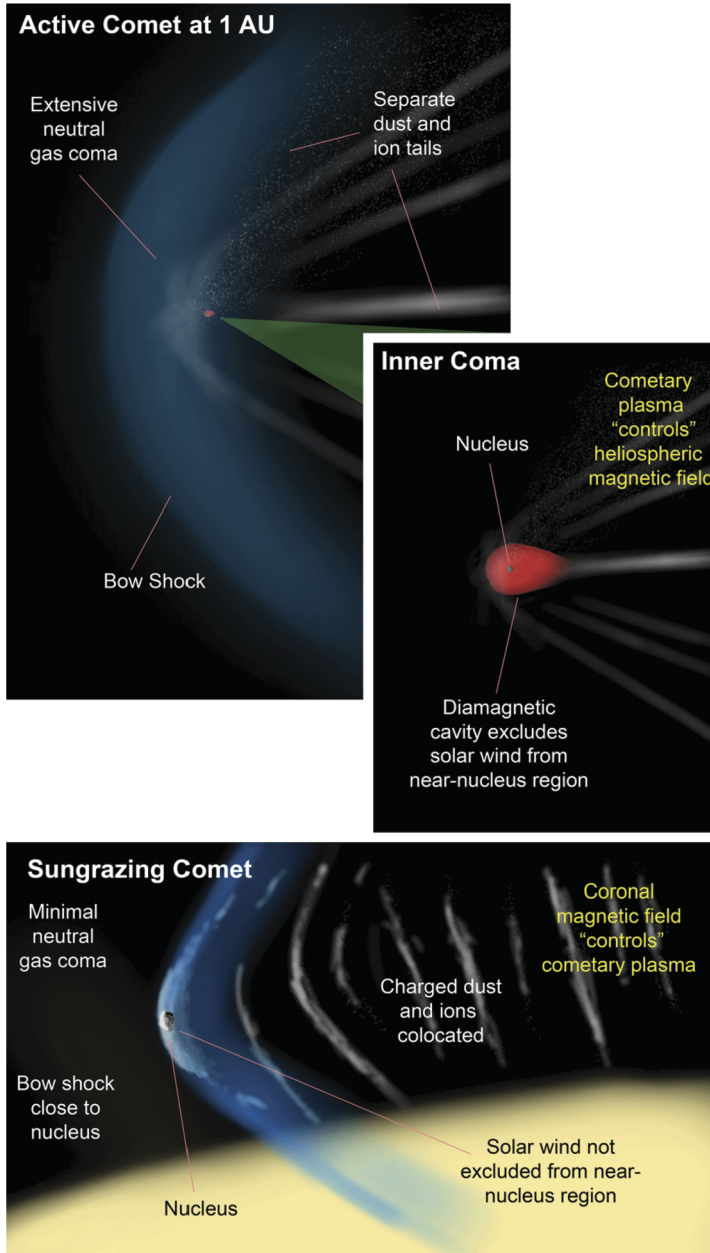 Active Comet at 1 AU
Extensive
neutral
gas coma
Separate
dust and
ion tails
Bow Shock
Inner Coma
Cometary
plasma
“controls”
heliospheric
magnetic field
Nucleus
Diamagnetic
cavity excludes
solar wind from
near-nucleus region
Sungrazing Comet
Minimal
neutral
gas coma
Coronal
magnetic field
“controls”
cometary plasma
Charged dust
and ions
colocated
Bow shock
close to
nucleus
Nucleus
Solar wind not
excluded from near-
nucleus region